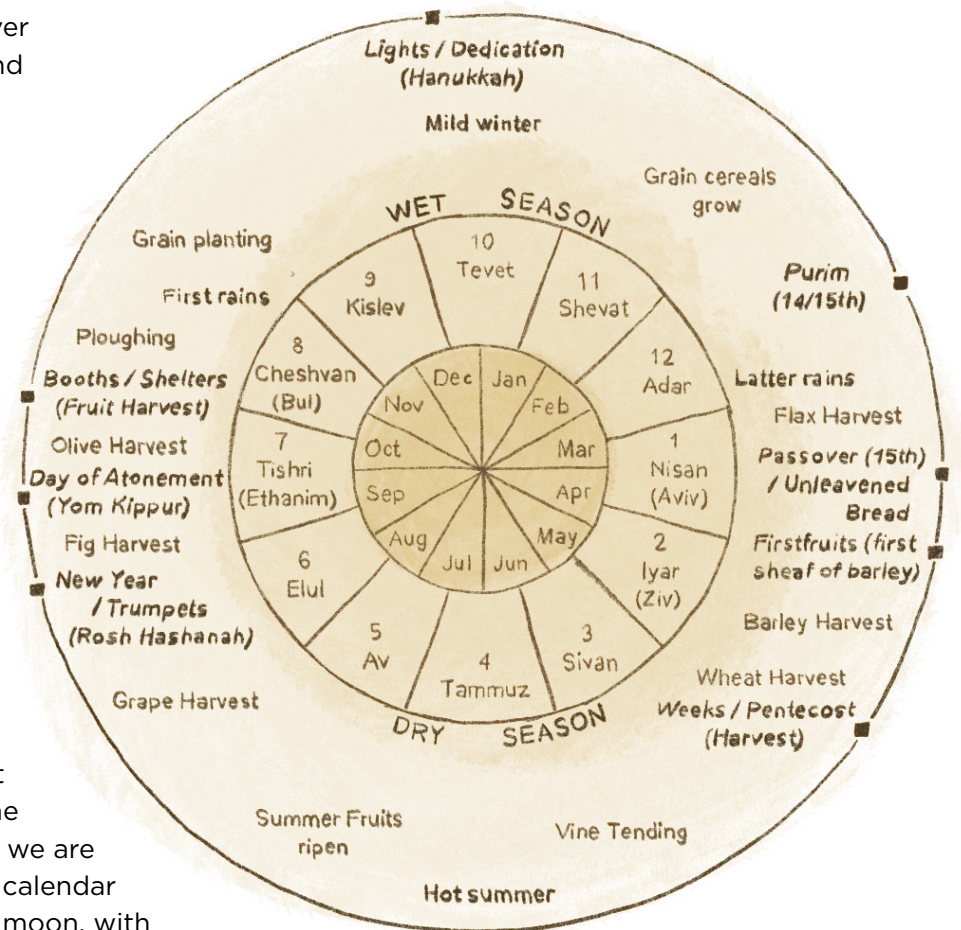 Lights / Dedication
(Hanukkah)
Mild winter
Grain cereals
grow
Purim
(14/15th)
Latter rains
Flax Harvest
Passover (15th)
/ Unleavened
Bread
Firstfruits (first
sheaf of barley)
Barley Harvest
Wheat Harvest
Weeks / Pentecost
(Harvest)
Vine Tending
Hot summer
Summer Fruits
ripen
Grape Harvest
New Year
/ Trumpets
(Rosh Hashanah)
Fig Harvest
Day of Atonement
(Yom Kippur)
Olive Harvest
Booths / Shelters
(Fruit Harvest)
Ploughing
First rains
Grain planting
WET SEASON
DRY SEASON
1
Nisan
(Aviv)
2
Iyar
(Ziv)
3
Sivan
4
Tammuz
5
Av
6
Elul
7
Tishri
(Ethanim)
8
Cheshvan
(Bul)
9
Kislev
10
Tevet
11
Shevat
12
Adar
Jan
Feb
Mar
Apr
May
Jun
Jul
Aug
Sep
Oct
Nov
Dec
we are
calendar
moon, with